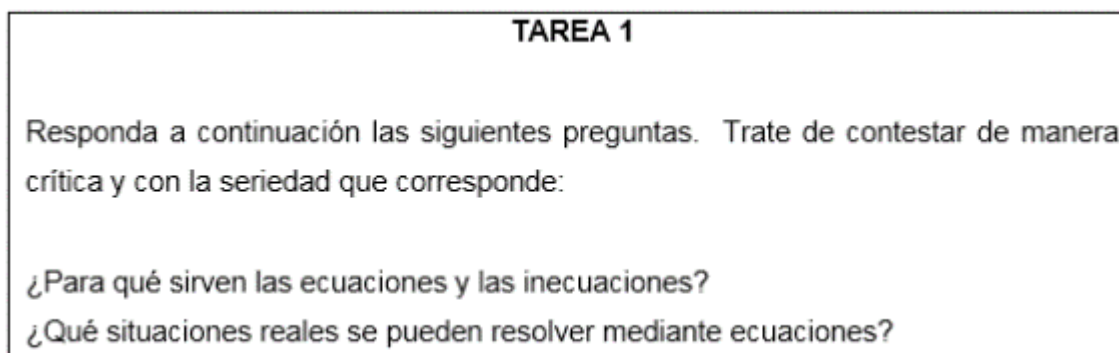 TAREA 1
Responda a continuación las siguientes preguntas. Trate de contestar de manera
crítica y con la seriedad que corresponde:
¿Para qué sirven las ecuaciones y las inecuaciones?
¿Qué situaciones reales se pueden resolver mediante ecuaciones?